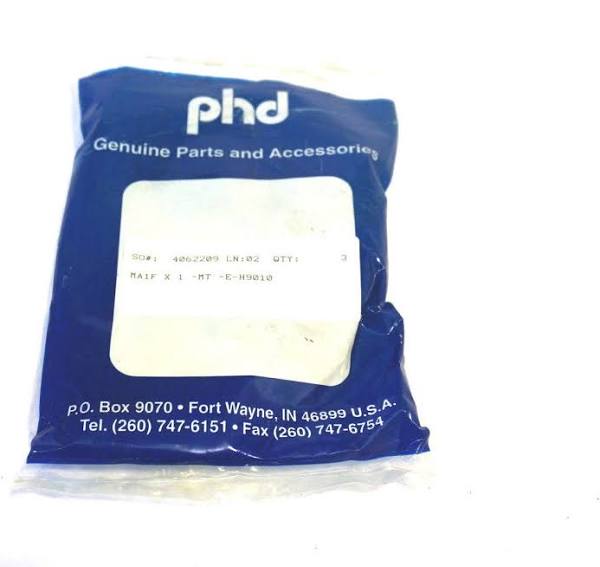 phd
Genuine Parts and Accessories
SO#: 4062209 LN:02 QTY: 3
MA1F X 1 -MT -E-H9010
P.O. Box 9070 • Fort Wayne, IN 46899 U.S.A.
Tel. (260) 747-6151 • Fax (260) 747-6754